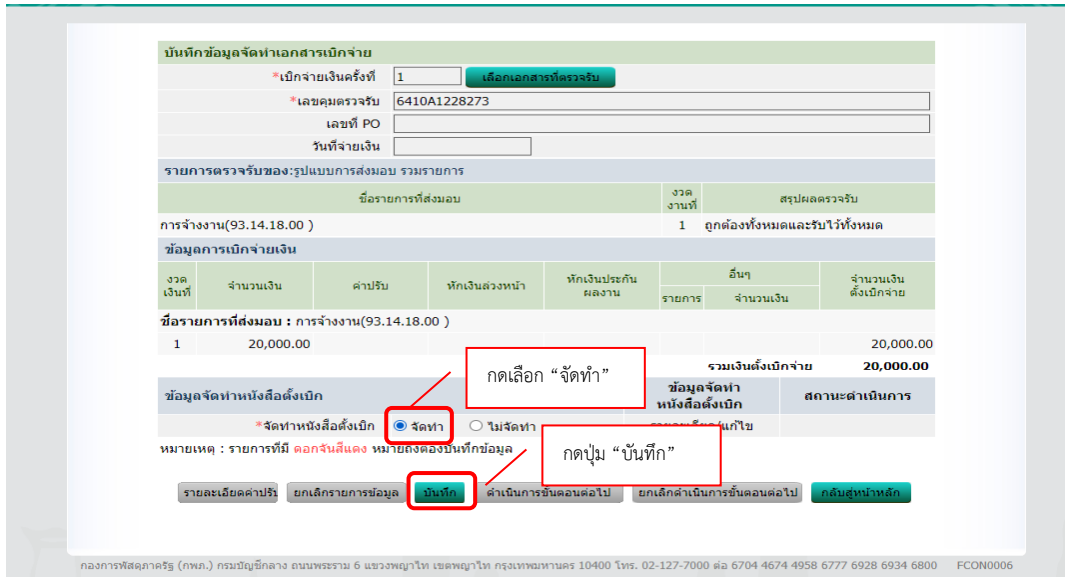 บันทึกข้อมูลจัดทำเอกสารเบิกจ่าย
*เบิกจ่ายเงินครั้งที่ 1 เลือกเอกสารที่ตรวจรับ
*เลขคุมตรวจรับ 6410A1228273
เลขที่ PO
วันที่จ่ายเงิน
รายการตรวจรับของ:รูปแบบการส่งมอบ รวมรายการ
ชื่อรายการที่ส่งมอบ งวดงานที่ สรุปผลตรวจรับ
การจ้างงาน(93.14.18.00 ) 1 ถูกต้องทั้งหมดและรับไว้ทั้งหมด
ข้อมูลการเบิกจ่ายเงิน
งวดเงินที่ จำนวนเงิน ค่าปรับ หักเงินล่วงหน้า หักเงินประกันผลงาน อื่นๆ จำนวนเงินตั้งเบิกจ่าย
รายการ จำนวนเงิน
ชื่อรายการที่ส่งมอบ : การจ้างงาน(93.14.18.00 )
1 20,000.00 20,000.00
รวมเงินตั้งเบิกจ่าย 20,000.00
กดเลือก “จัดทำ”
ข้อมูลจัดทำหนังสือตั้งเบิก ข้อมูลจัดทำหนังสือตั้งเบิก สถานะดำเนินการ
*จัดทำหนังสือตั้งเบิก จัดทำ ไม่จัดทำ
หมายเหตุ : รายการที่มี ดอกจันสีแดง หมายถึงต้องบันทึกข้อมูล
กดปุ่ม “บันทึก”
รายละเอียดค่าปรับ ยกเลิกรายการข้อมูล บันทึก ดำเนินการขั้นตอนต่อไป ยกเลิกดำเนินการขั้นตอนต่อไป กลับสู่หน้าหลัก
กองการพัสดุภาครัฐ (กพภ.) กรมบัญชีกลาง ถนนพระราม 6 แขวงพญาไท เขตพญาไท กรุงเทพมหานคร 10400 โทร. 02-127-7000 ต่อ 6704 4674 4958 6777 6928 6934 6800 FCON0006